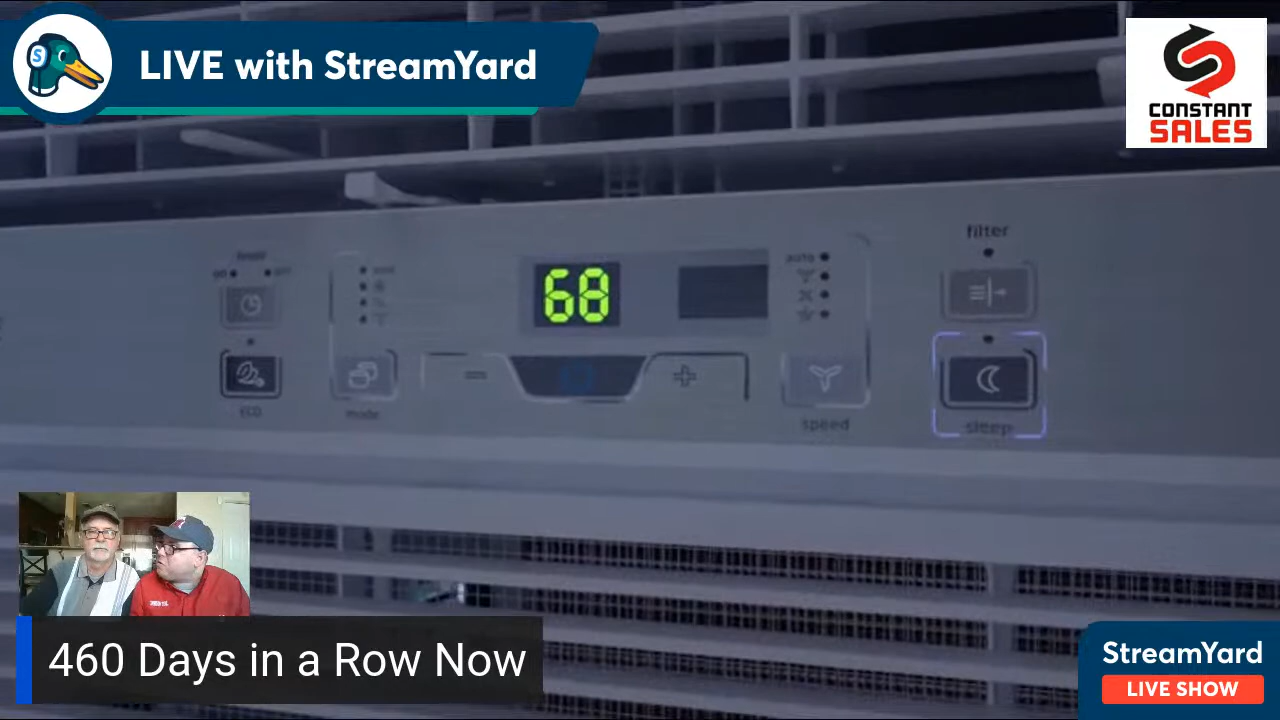 LIVE with StreamYard
S
CONSTANT
SALES
filter
auto
68
ECO
mode
speed
sleep
460 Days in a Row Now
StreamYard
LIVE SHOW